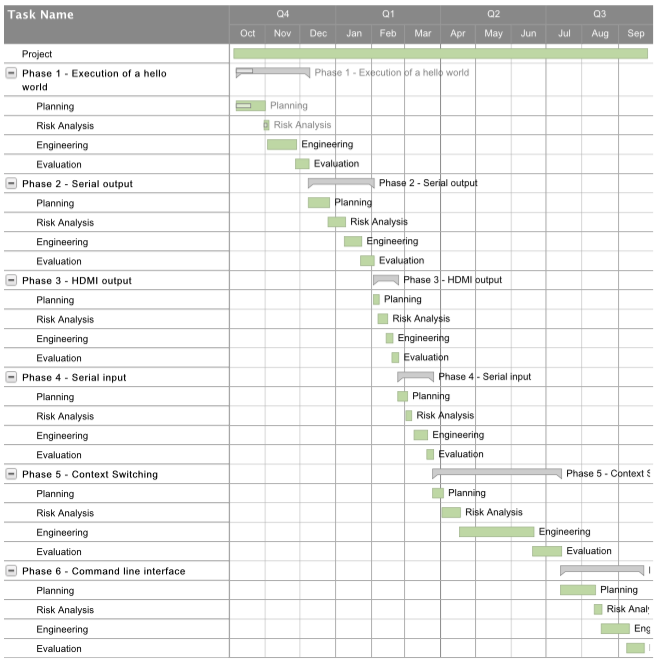 Task Name
Q4 Q1 Q2 Q3
Oct Nov Dec Jan Feb Mar Apr May Jun Jul Aug Sep
Project
Phase 1 - Execution of a hello world
Phase 1 - Execution of a hello world
Planning Planning
Risk Analysis Risk Analysis
Engineering Engineering
Evaluation Evaluation
Phase 2 - Serial output Phase 2 - Serial output
Planning Planning
Risk Analysis Risk Analysis
Engineering Engineering
Evaluation Evaluation
Phase 3 - HDMI output Phase 3 - HDMI output
Planning Planning
Risk Analysis Risk Analysis
Engineering Engineering
Evaluation Evaluation
Phase 4 - Serial input Phase 4 - Serial input
Planning Planning
Risk Analysis Risk Analysis
Engineering Engineering
Evaluation Evaluation
Phase 5 - Context Switching Phase 5 - Context
Planning Planning
Risk Analysis Risk Analysis
Engineering Engineering
Evaluation Evaluation
Phase 6 - Command line interface
Planning Planning
Risk Analysis Risk
Engineering
Evaluation